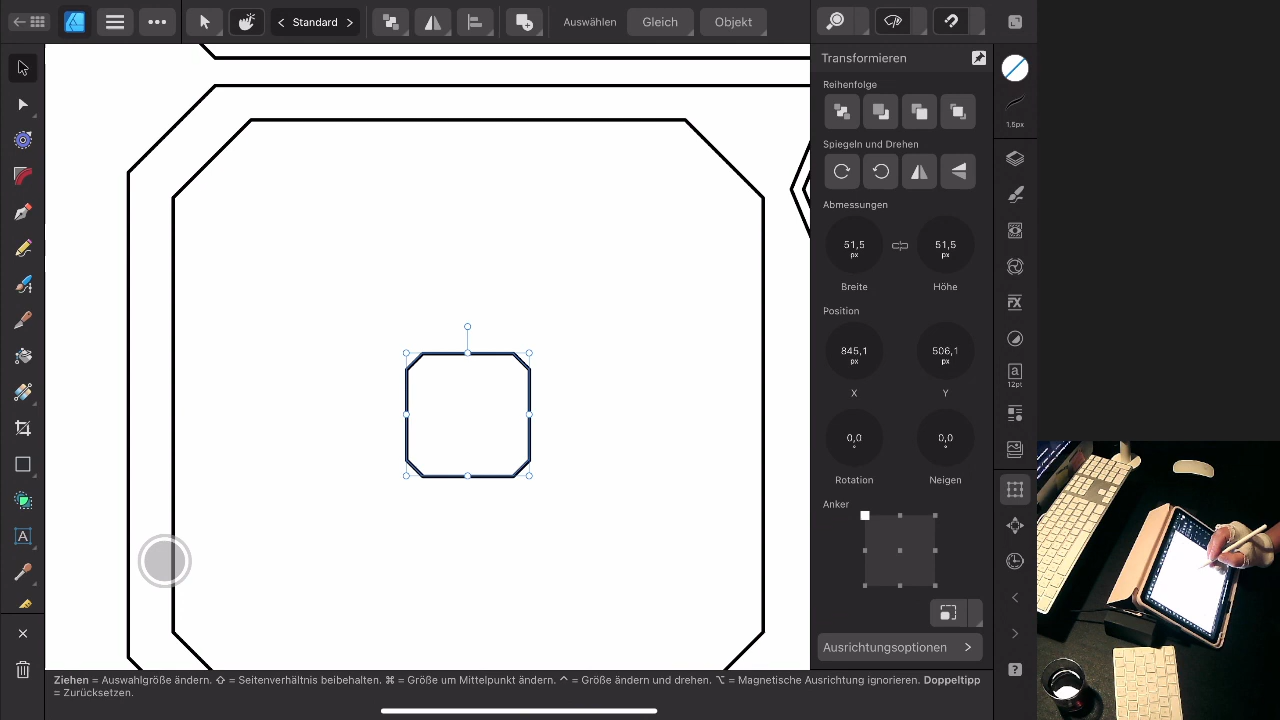 Standard
Auswählen
Gleich
Objekt
Transformieren
Reihenfolge
1,5px
Spiegeln und Drehen
Abmessungen
51,5
px
51,5
px
Breite
Höhe
Position
845,1
px
506,1
px
X
Y
FX
a
12pt
A
0,0
°
0,0
°
Rotation
Neigen
Anker
Ausrichtungsoptionen
?
Ziehen = Auswahlgröße ändern. ⇧ = Seitenverhältnis beibehalten. ⌘ = Größe um Mittelpunkt ändern. ^ = Größe ändern und drehen. ⌥ = Magnetische Ausrichtung ignorieren. Doppeltipp
= Zurücksetzen.